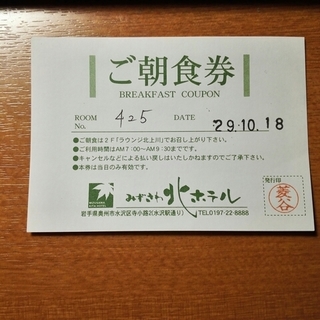 ご朝食券
BREAKFAST COUPON
ROOM No. 425 DATE 29.10.18
●ご朝食は2F「ラウンジ北上川」でお召し上がり下さい。
●ご利用時間はAM7:00〜AM9:30までです。
●キャンセルなどによる払い戻しはいたしかねますのでご了承下さい。
●本券は当日のみ有効です。
発行印
菱谷
みずさわ北ホテル
岩手県奥州市水沢区寺小路2(水沢駅通り) TEL0197-22-8888